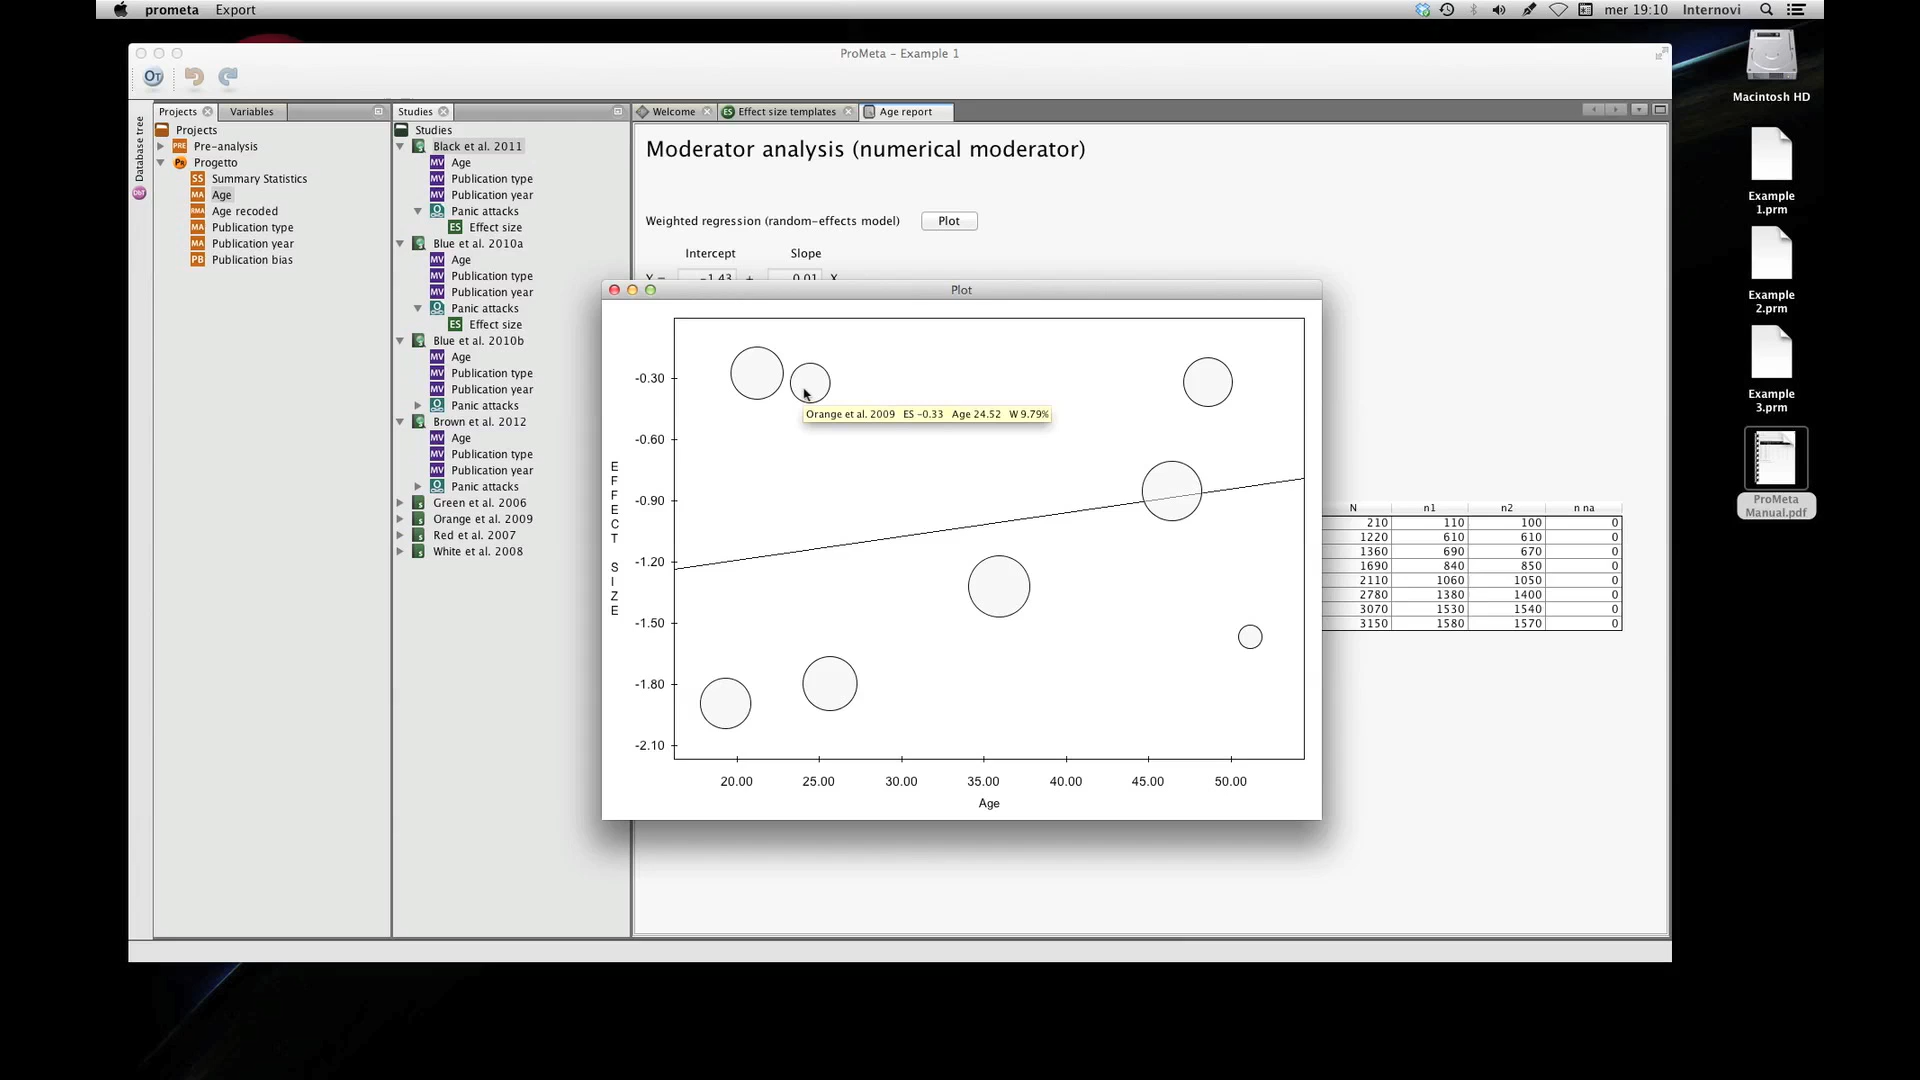 prometa Export
mer 19:10 Internovi
ProMeta - Example 1
Macintosh HD
Example 1.prm
Example 2.prm
Example 3.prm
ProMeta Manual.pdf
Database tree
Projects
Variables
Projects
Pre-analysis
Progetto
Summary Statistics
Age
Age recoded
Publication type
Publication year
Publication bias
Studies
Studies
Black et al. 2011
Age
Publication type
Publication year
Panic attacks
Effect size
Blue et al. 2010a
Age
Publication type
Publication year
Panic attacks
Effect size
Blue et al. 2010b
Age
Publication type
Publication year
Panic attacks
Brown et al. 2012
Age
Publication type
Publication year
Panic attacks
Green et al. 2006
Orange et al. 2009
Red et al. 2007
White et al. 2008
Welcome
Effect size templates
Age report
Moderator analysis (numerical moderator)
Weighted regression (random-effects model) Plot
Intercept Slope
Y = -1.43 + 0.01 X
Plot
EFFECT SIZE
-0.30
-0.60
-0.90
-1.20
-1.50
-1.80
-2.10
Orange et al. 2009 ES -0.33 Age 24.52 W 9.79%
20.00 25.00 30.00 35.00 40.00 45.00 50.00
Age
N n1 n2 n na
210 110 100 0
1220 610 610 0
1360 690 670 0
1690 840 850 0
2110 1060 1050 0
2780 1380 1400 0
3070 1530 1540 0
3150 1580 1570 0